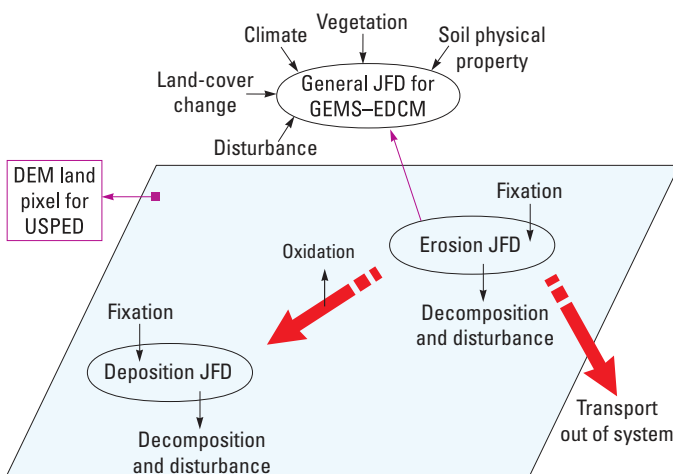 Vegetation
Climate
Soil physical
property
Land-cover
change
General JFD for
GEMS–EDCM
Disturbance
DEM land
pixel for
USPED
Fixation
Erosion JFD
Oxidation
Decomposition
and disturbance
Fixation
Deposition JFD
Transport
out of system
Decomposition
and disturbance